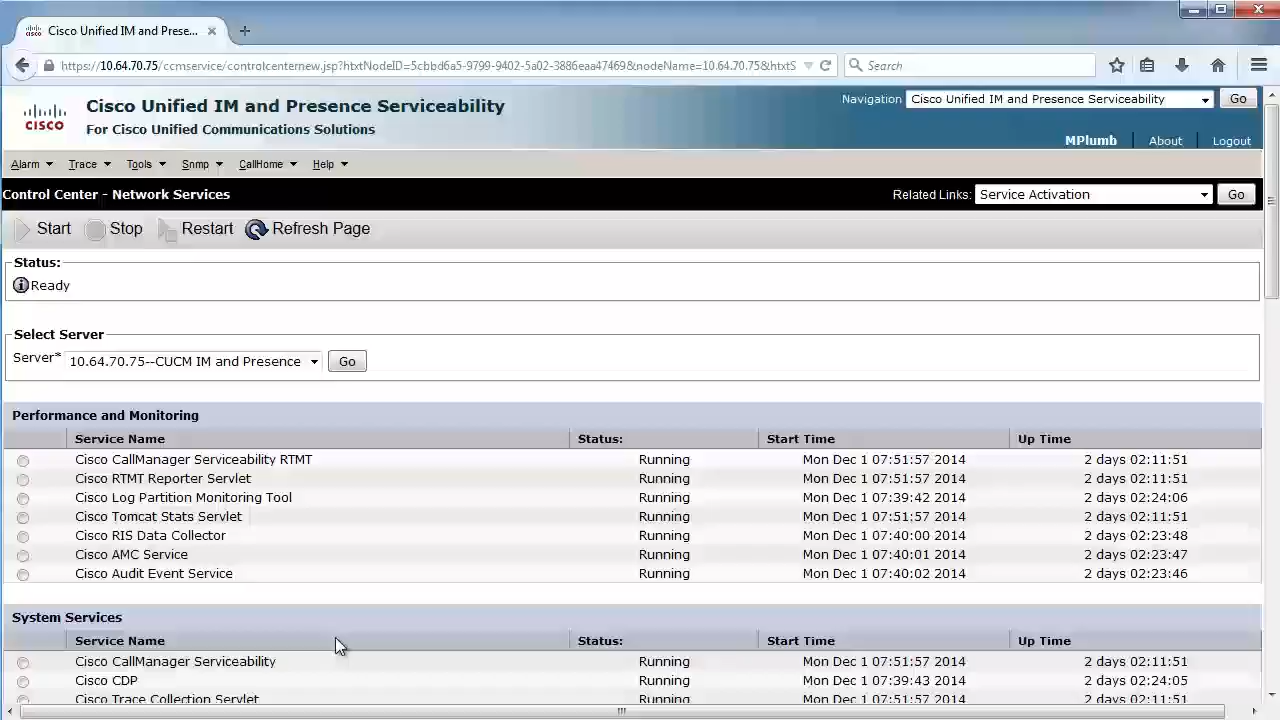 Cisco Unified IM and Prese...
https://10.64.70.75/ccmservice/controlcenternew.jsp?htxtNodeID=5cbbd6a5-9799-9402-5a02-3886eaa47469&nodeName=10.64.70.75&htxtS
Search
CISCO
Cisco Unified IM and Presence Serviceability
For Cisco Unified Communications Solutions
Navigation Cisco Unified IM and Presence Serviceability Go
MPlumb About Logout
Alarm Trace Tools Snmp CallHome Help
Control Center - Network Services
Related Links: Service Activation Go
Start Stop Restart Refresh Page
Status:
Ready
Select Server
Server* 10.64.70.75--CUCM IM and Presence Go
Performance and Monitoring
Service Name Status: Start Time Up Time
Cisco CallManager Serviceability RTMT Running Mon Dec 1 07:51:57 2014 2 days 02:11:51
Cisco RTMT Reporter Servlet Running Mon Dec 1 07:51:57 2014 2 days 02:11:51
Cisco Log Partition Monitoring Tool Running Mon Dec 1 07:39:42 2014 2 days 02:24:06
Cisco Tomcat Stats Servlet Running Mon Dec 1 07:51:57 2014 2 days 02:11:51
Cisco RIS Data Collector Running Mon Dec 1 07:40:00 2014 2 days 02:23:48
Cisco AMC Service Running Mon Dec 1 07:40:01 2014 2 days 02:23:47
Cisco Audit Event Service Running Mon Dec 1 07:40:02 2014 2 days 02:23:46
System Services
Service Name Status: Start Time Up Time
Cisco CallManager Serviceability Running Mon Dec 1 07:51:57 2014 2 days 02:11:51
Cisco CDP Running Mon Dec 1 07:39:43 2014 2 days 02:24:05
Cisco Trace Collection Servlet Running Mon Dec 1 07:51:57 2014 2 days 02:11:51